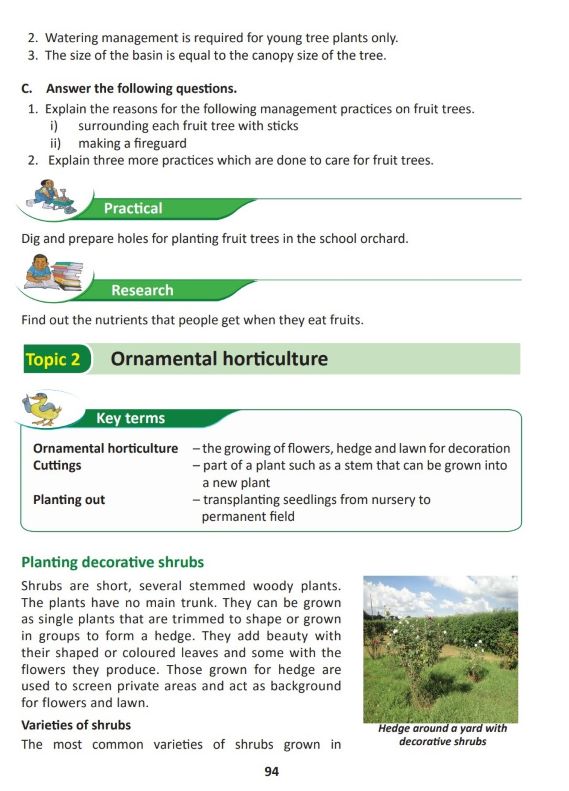 2. Watering management is required for young tree plants only.
3. The size of the basin is equal to the canopy size of the tree.
C. Answer the following questions.
1. Explain the reasons for the following management practices on fruit trees.
i) surrounding each fruit tree with sticks
ii) making a fireguard
2. Explain three more practices which are done to care for fruit trees.
Practical
Dig and prepare holes for planting fruit trees in the school orchard.
Research
Find out the nutrients that people get when they eat fruits.
Topic 2 Ornamental horticulture
Key terms
Ornamental horticulture – the growing of flowers, hedge and lawn for decoration
Cuttings – part of a plant such as a stem that can be grown into
a new plant
Planting out – transplanting seedlings from nursery to
permanent field
Planting decorative shrubs
Shrubs are short, several stemmed woody plants.
The plants have no main trunk. They can be grown
as single plants that are trimmed to shape or grown
in groups to form a hedge. They add beauty with
their shaped or coloured leaves and some with the
flowers they produce. Those grown for hedge are
used to screen private areas and act as background
for flowers and lawn.
Hedge around a yard with
decorative shrubs
Varieties of shrubs
The most common varieties of shrubs grown in
94